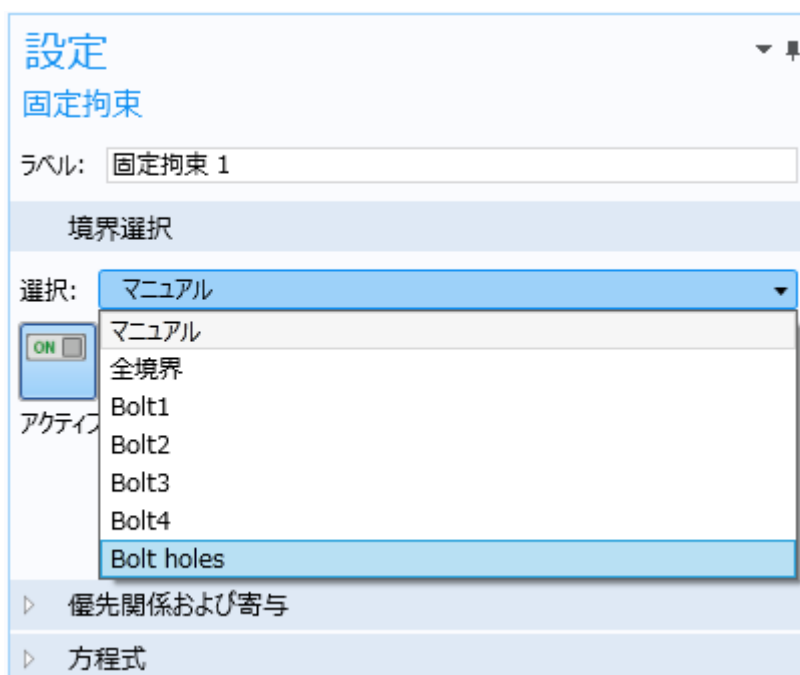 設定
固定拘束
ラベル: 固定拘束 1
境界選択
選択: マニュアル
マニュアル
ON
全境界
Bolt1
アクティブ
Bolt2
Bolt3
Bolt4
Bolt holes
優先関係および寄与
方程式